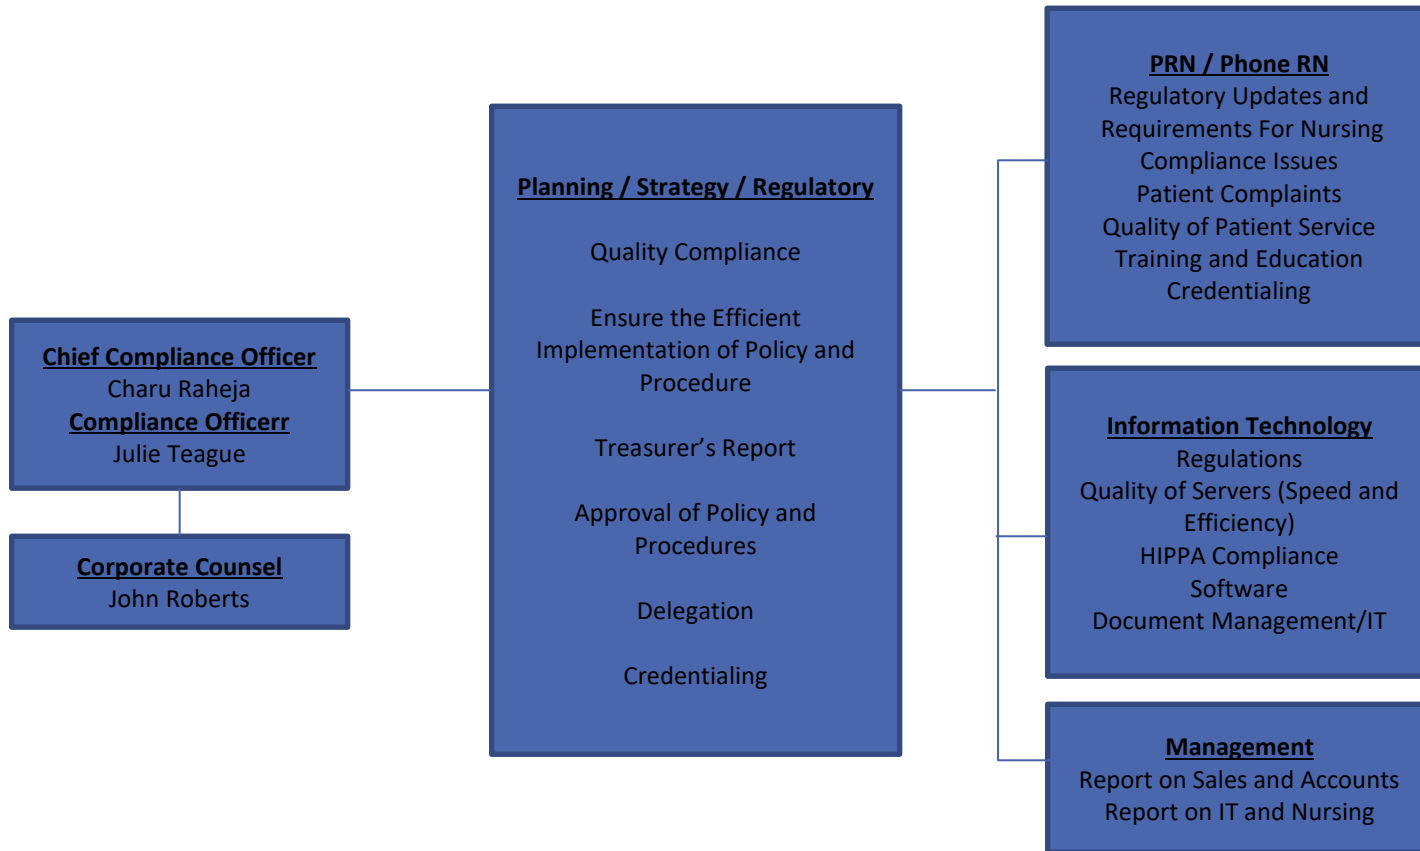 Chief Compliance Officer
Charu Raheja
Compliance Officerr
Julie Teague
Corporate Counsel
John Roberts
Planning / Strategy / Regulatory
Quality Compliance
Ensure the Efficient
Implementation of Policy and
Procedure
Treasurer’s Report
Approval of Policy and
Procedures
Delegation
Credentialing
PRN / Phone RN
Regulatory Updates and
Requirements For Nursing
Compliance Issues
Patient Complaints
Quality of Patient Service
Training and Education
Credentialing
Information Technology
Regulations
Quality of Servers (Speed and
Efficiency)
HIPPA Compliance
Software
Document Management/IT
Management
Report on Sales and Accounts
Report on IT and Nursing